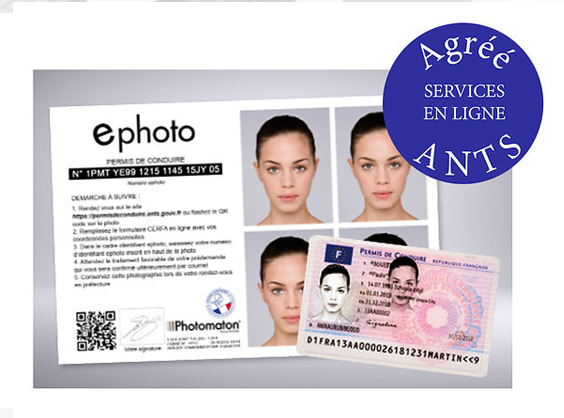 Agréé
SERVICES
EN LIGNE
ANTS
ephoto
PERMIS DE CONDUIRE
N° 1PMT YE99 1215 1145 15JY 05
Numéro ephoto
DÉMARCHE À SUIVRE :
1. Rendez vous sur le site
https://permisdeconduire.ants.gouv.fr ou flashez le QR
code sur la photo
2. Remplissez le formulaire CERFA en ligne avec vos
coordonnées personnelles
3. Dans le cadre identifiant ephoto, saisissez votre numéro
d'identifiant ephoto inscrit en haut de la photo
4. Attendez le traitement favorable de votre prédemande
qui vous sera confirmé ultérieurement par courriel
5. Conservez cette photographie lors de votre rendez-vous
en préfecture
Votre signature
Photomaton
F
PERMIS DE CONDUIRE
RÉPUBLIQUE FRANÇAISE
D1FRA13AA000026181231MARTIN<<9